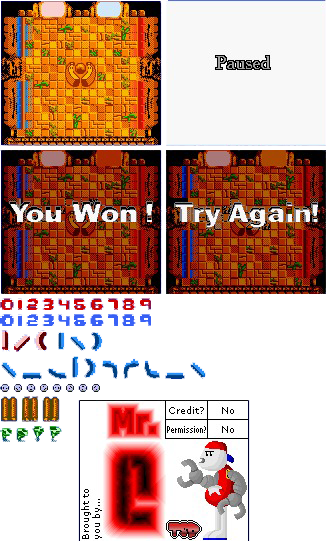 Paused
You Won !
Try Again!
0123456789
0123456789
Mr.
C
Credit? No
Permission? No
Brought to
you by...